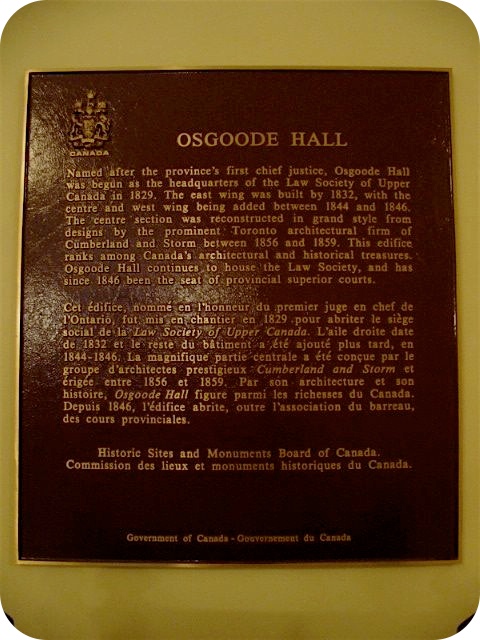 CANADA
OSGOODE HALL
Named after the province's first chief justice, Osgoode Hall
was begun as the headquarters of the Law Society of Upper
Canada in 1829. The east wing was built by 1832, with the
centre and west wing being added between 1844 and 1846.
The centre section was reconstructed in grand style from
designs by the prominent Toronto architectural firm of
Cumberland and Storm between 1856 and 1859. This edifice
ranks among Canada's architectural and historical treasures.
Osgoode Hall continues to house the Law Society, and has
since 1846 been the seat of provincial superior courts.
Cet édifice, nommé en l'honneur du premier juge en chef de
l'Ontario, fut mis en chantier en 1829 pour abriter le siège
social de la Law Society of Upper Canada. L'aile droite date
de 1832 et le reste du bâtiment a été ajouté plus tard, en
1844-1846. La magnifique partie centrale a été conçue par le
groupe d'architectes prestigieux Cumberland and Storm et
érigée entre 1856 et 1859. Par son architecture et son
histoire, Osgoode Hall figure parmi les richesses du Canada.
Depuis 1846, l'édifice abrite, outre l'association du barreau,
des cours provinciales.
Historic Sites and Monuments Board of Canada.
Commission des lieux et monuments historiques du Canada.
Government of Canada - Gouvernement du Canada